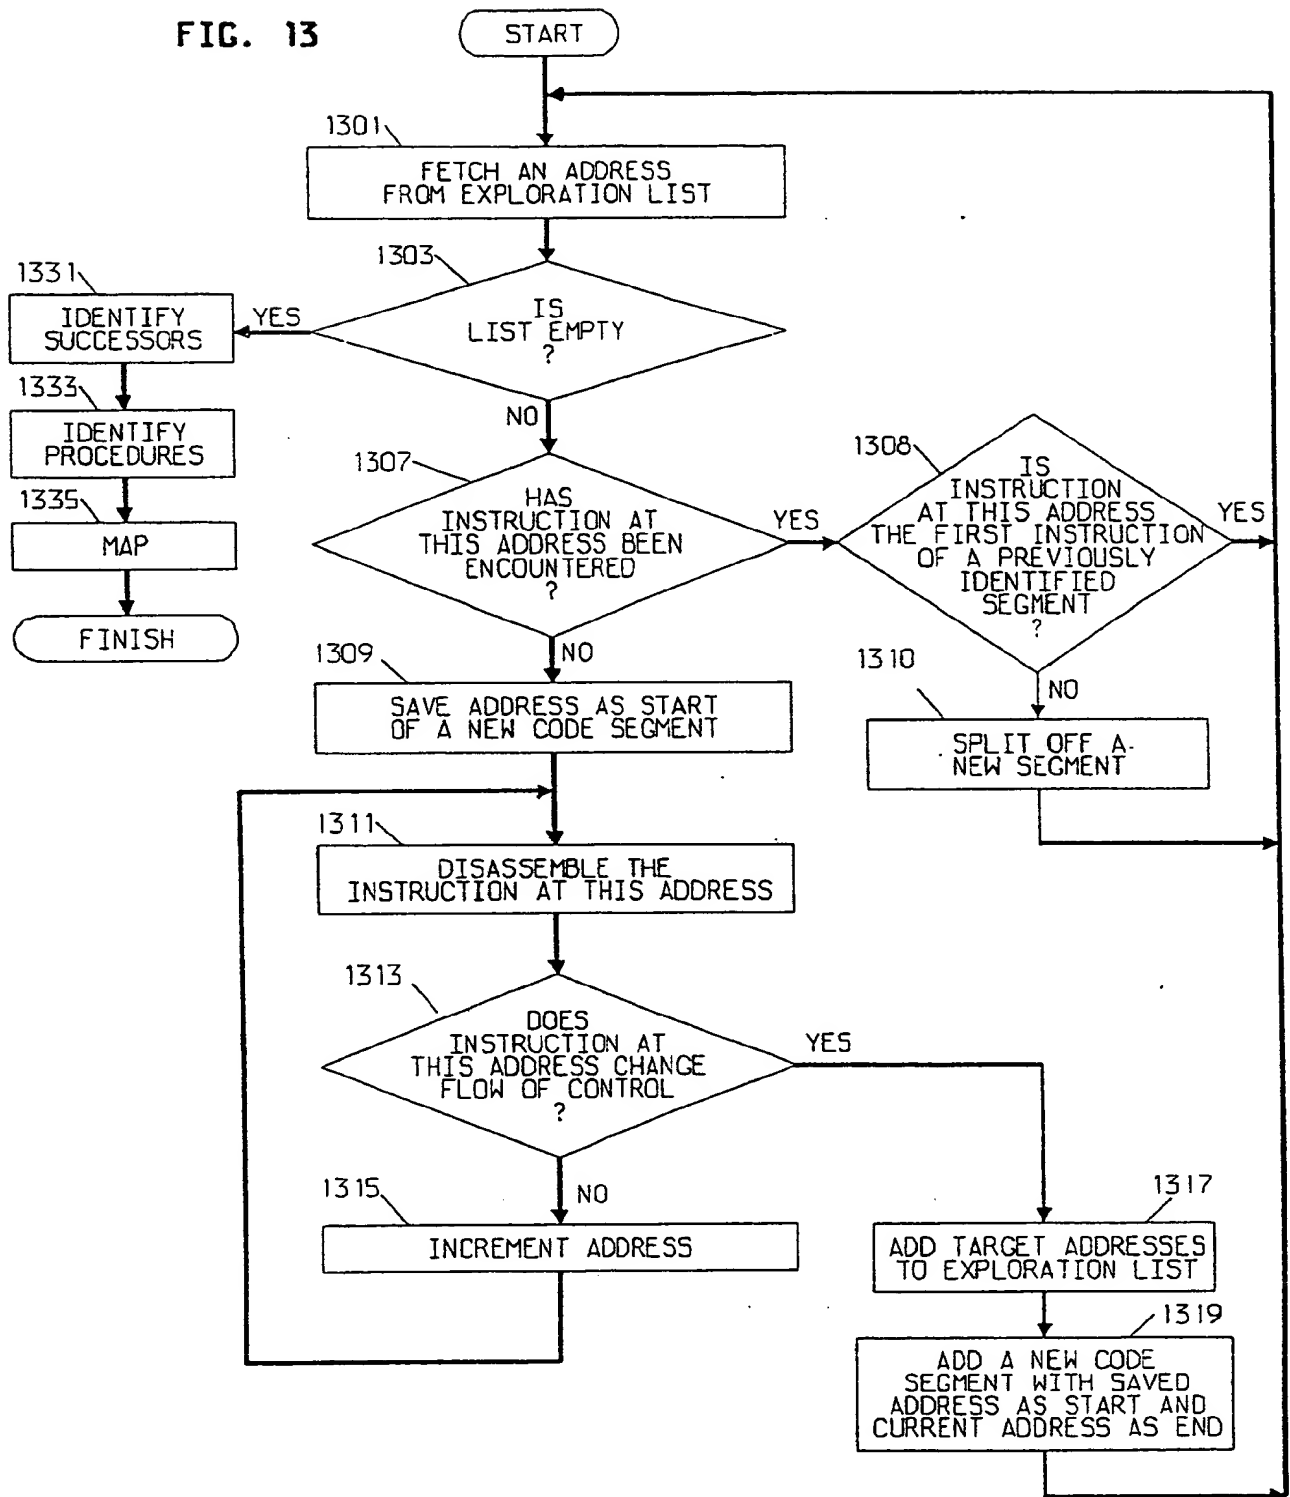 FIG. 13
START
1301
FETCH AN ADDRESS
FROM EXPLORATION LIST
1303
IS
LIST EMPTY
?
YES
NO
1331
IDENTIFY
SUCCESSORS
1333
IDENTIFY
PROCEDURES
1335
MAP
FINISH
1307
HAS
INSTRUCTION AT
THIS ADDRESS BEEN
ENCOUNTERED
?
YES
NO
1308
IS
INSTRUCTION
AT THIS ADDRESS
THE FIRST INSTRUCTION
OF A PREVIOUSLY
IDENTIFIED
SEGMENT
?
YES
NO
1310
SPLIT OFF A
NEW SEGMENT
1309
SAVE ADDRESS AS START
OF A NEW CODE SEGMENT
1311
DISASSEMBLE THE
INSTRUCTION AT THIS ADDRESS
1313
DOES
INSTRUCTION AT
THIS ADDRESS CHANGE
FLOW OF CONTROL
?
YES
NO
1315
INCREMENT ADDRESS
1317
ADD TARGET ADDRESSES
TO EXPLORATION LIST
1319
ADD A NEW CODE
SEGMENT WITH SAVED
ADDRESS AS START AND
CURRENT ADDRESS AS END